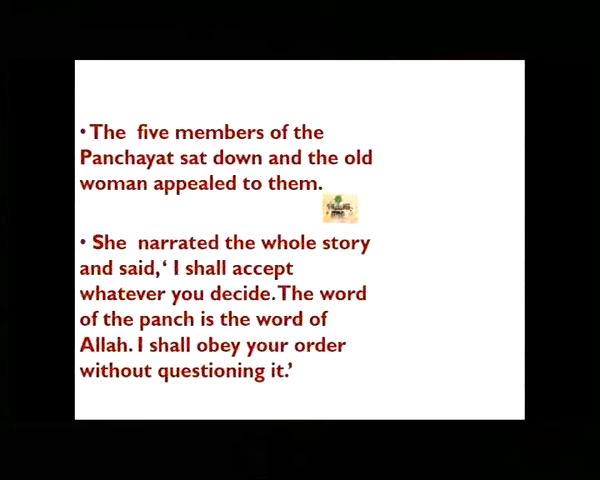 • The five members of the
Panchayat sat down and the old
woman appealed to them.
• She narrated the whole story
and said,‘ I shall accept
whatever you decide.The word
of the panch is the word of
Allah. I shall obey your order
without questioning it.’